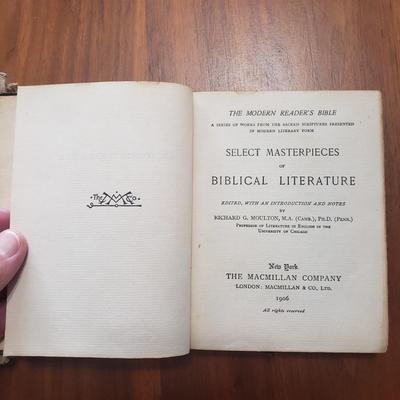 The M Co
THE MODERN READER'S BIBLE
A SERIES OF WORKS FROM THE SACRED SCRIPTURES PRESENTED
IN MODERN LITERARY FORM
SELECT MASTERPIECES
OF
BIBLICAL LITERATURE
EDITED, WITH AN INTRODUCTION AND NOTES
BY
RICHARD G. MOULTON, M.A. (CAMB.), PH.D. (PENN.)
PROFESSOR OF LITERATURE IN ENGLISH IN THE
UNIVERSITY OF CHICAGO
New York
THE MACMILLAN COMPANY
LONDON: MACMILLAN & CO., LTD.
1906
All rights reserved